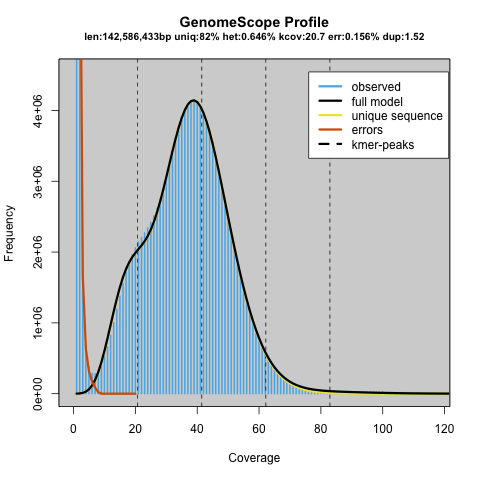 GenomeScope Profile
len:142,586,433bp uniq:82% het:0.646% kcov:20.7 err:0.156% dup:1.52
observed
full model
unique sequence
errors
kmer-peaks
Frequency
4e+06
3e+06
2e+06
1e+06
0e+00
0 20 40 60 80 100 120
Coverage